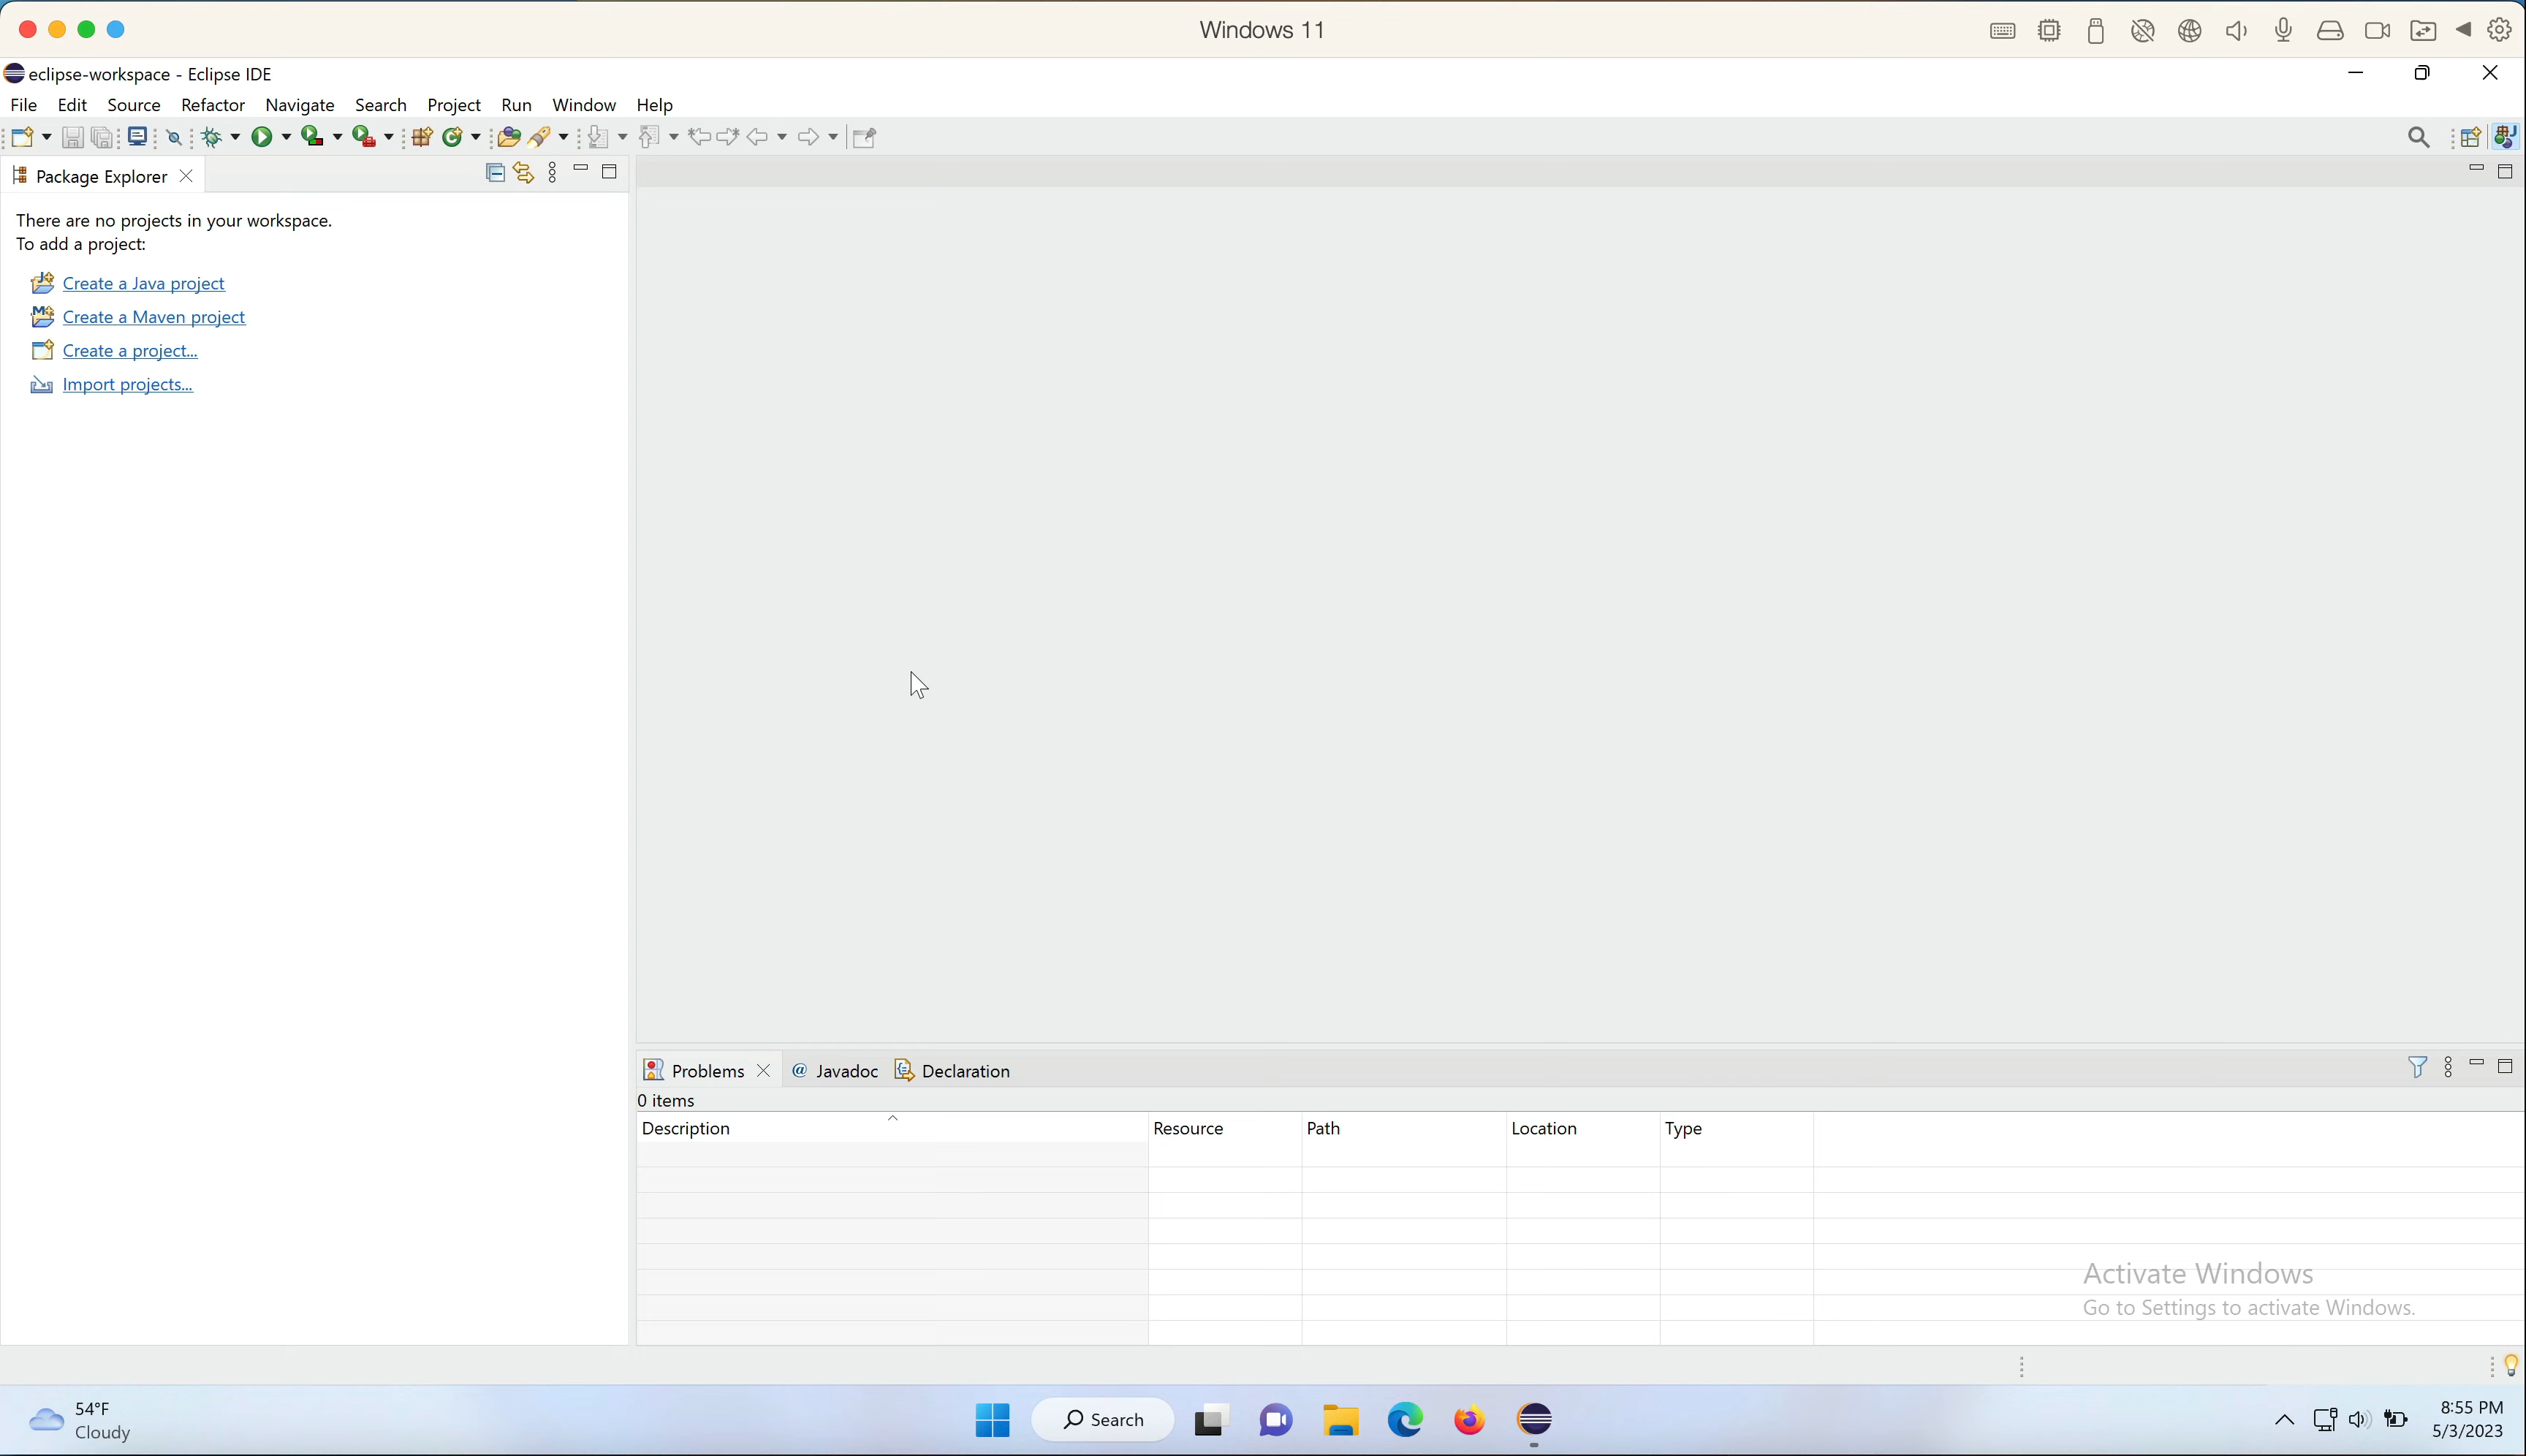 Windows 11
eclipse-workspace - Eclipse IDE
File Edit Source Refactor Navigate Search Project Run Window Help
Package Explorer
There are no projects in your workspace.
To add a project:
Create a Java project
Create a Maven project
Create a project...
Import projects...
Problems @ Javadoc Declaration
0 items
Description Resource Path Location Type
Activate Windows
Go to Settings to activate Windows.
54°F
Cloudy
Search
8:55 PM
5/3/2023